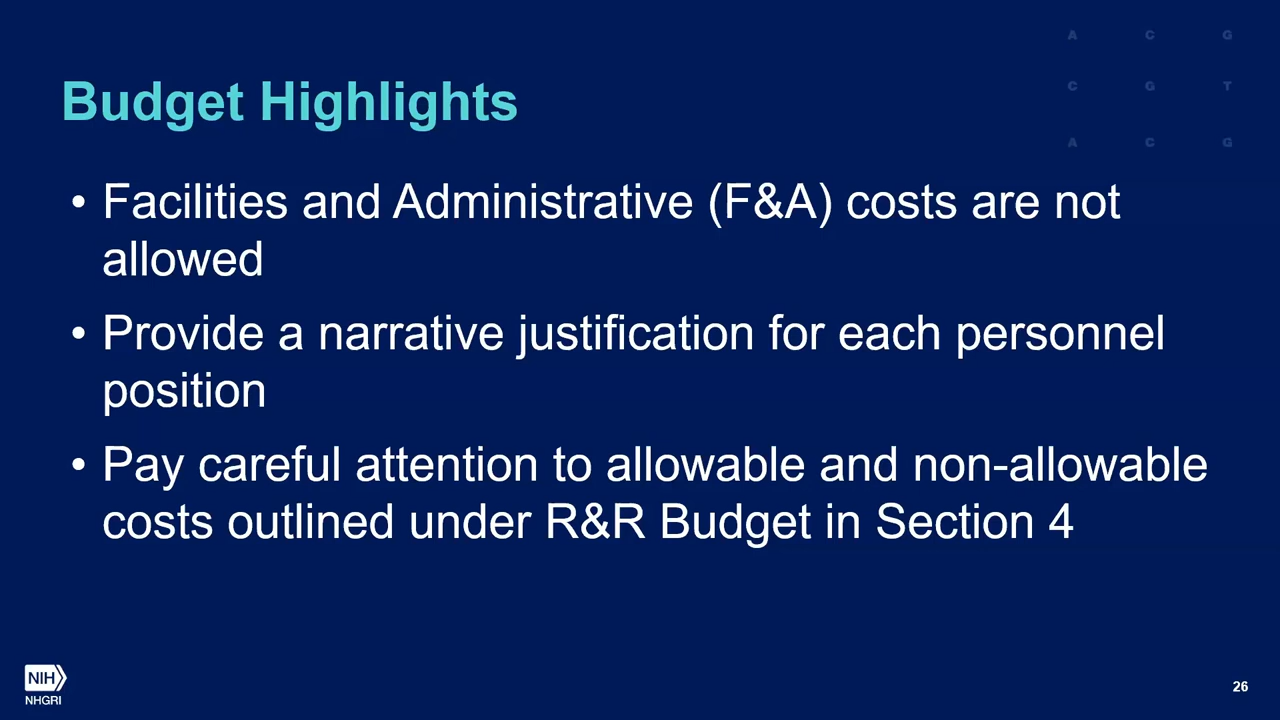 A C G
C G T
A C G
Budget Highlights
• Facilities and Administrative (F&A) costs are not
allowed
• Provide a narrative justification for each personnel
position
• Pay careful attention to allowable and non-allowable
costs outlined under R&R Budget in Section 4
NIH
NHGRI
26